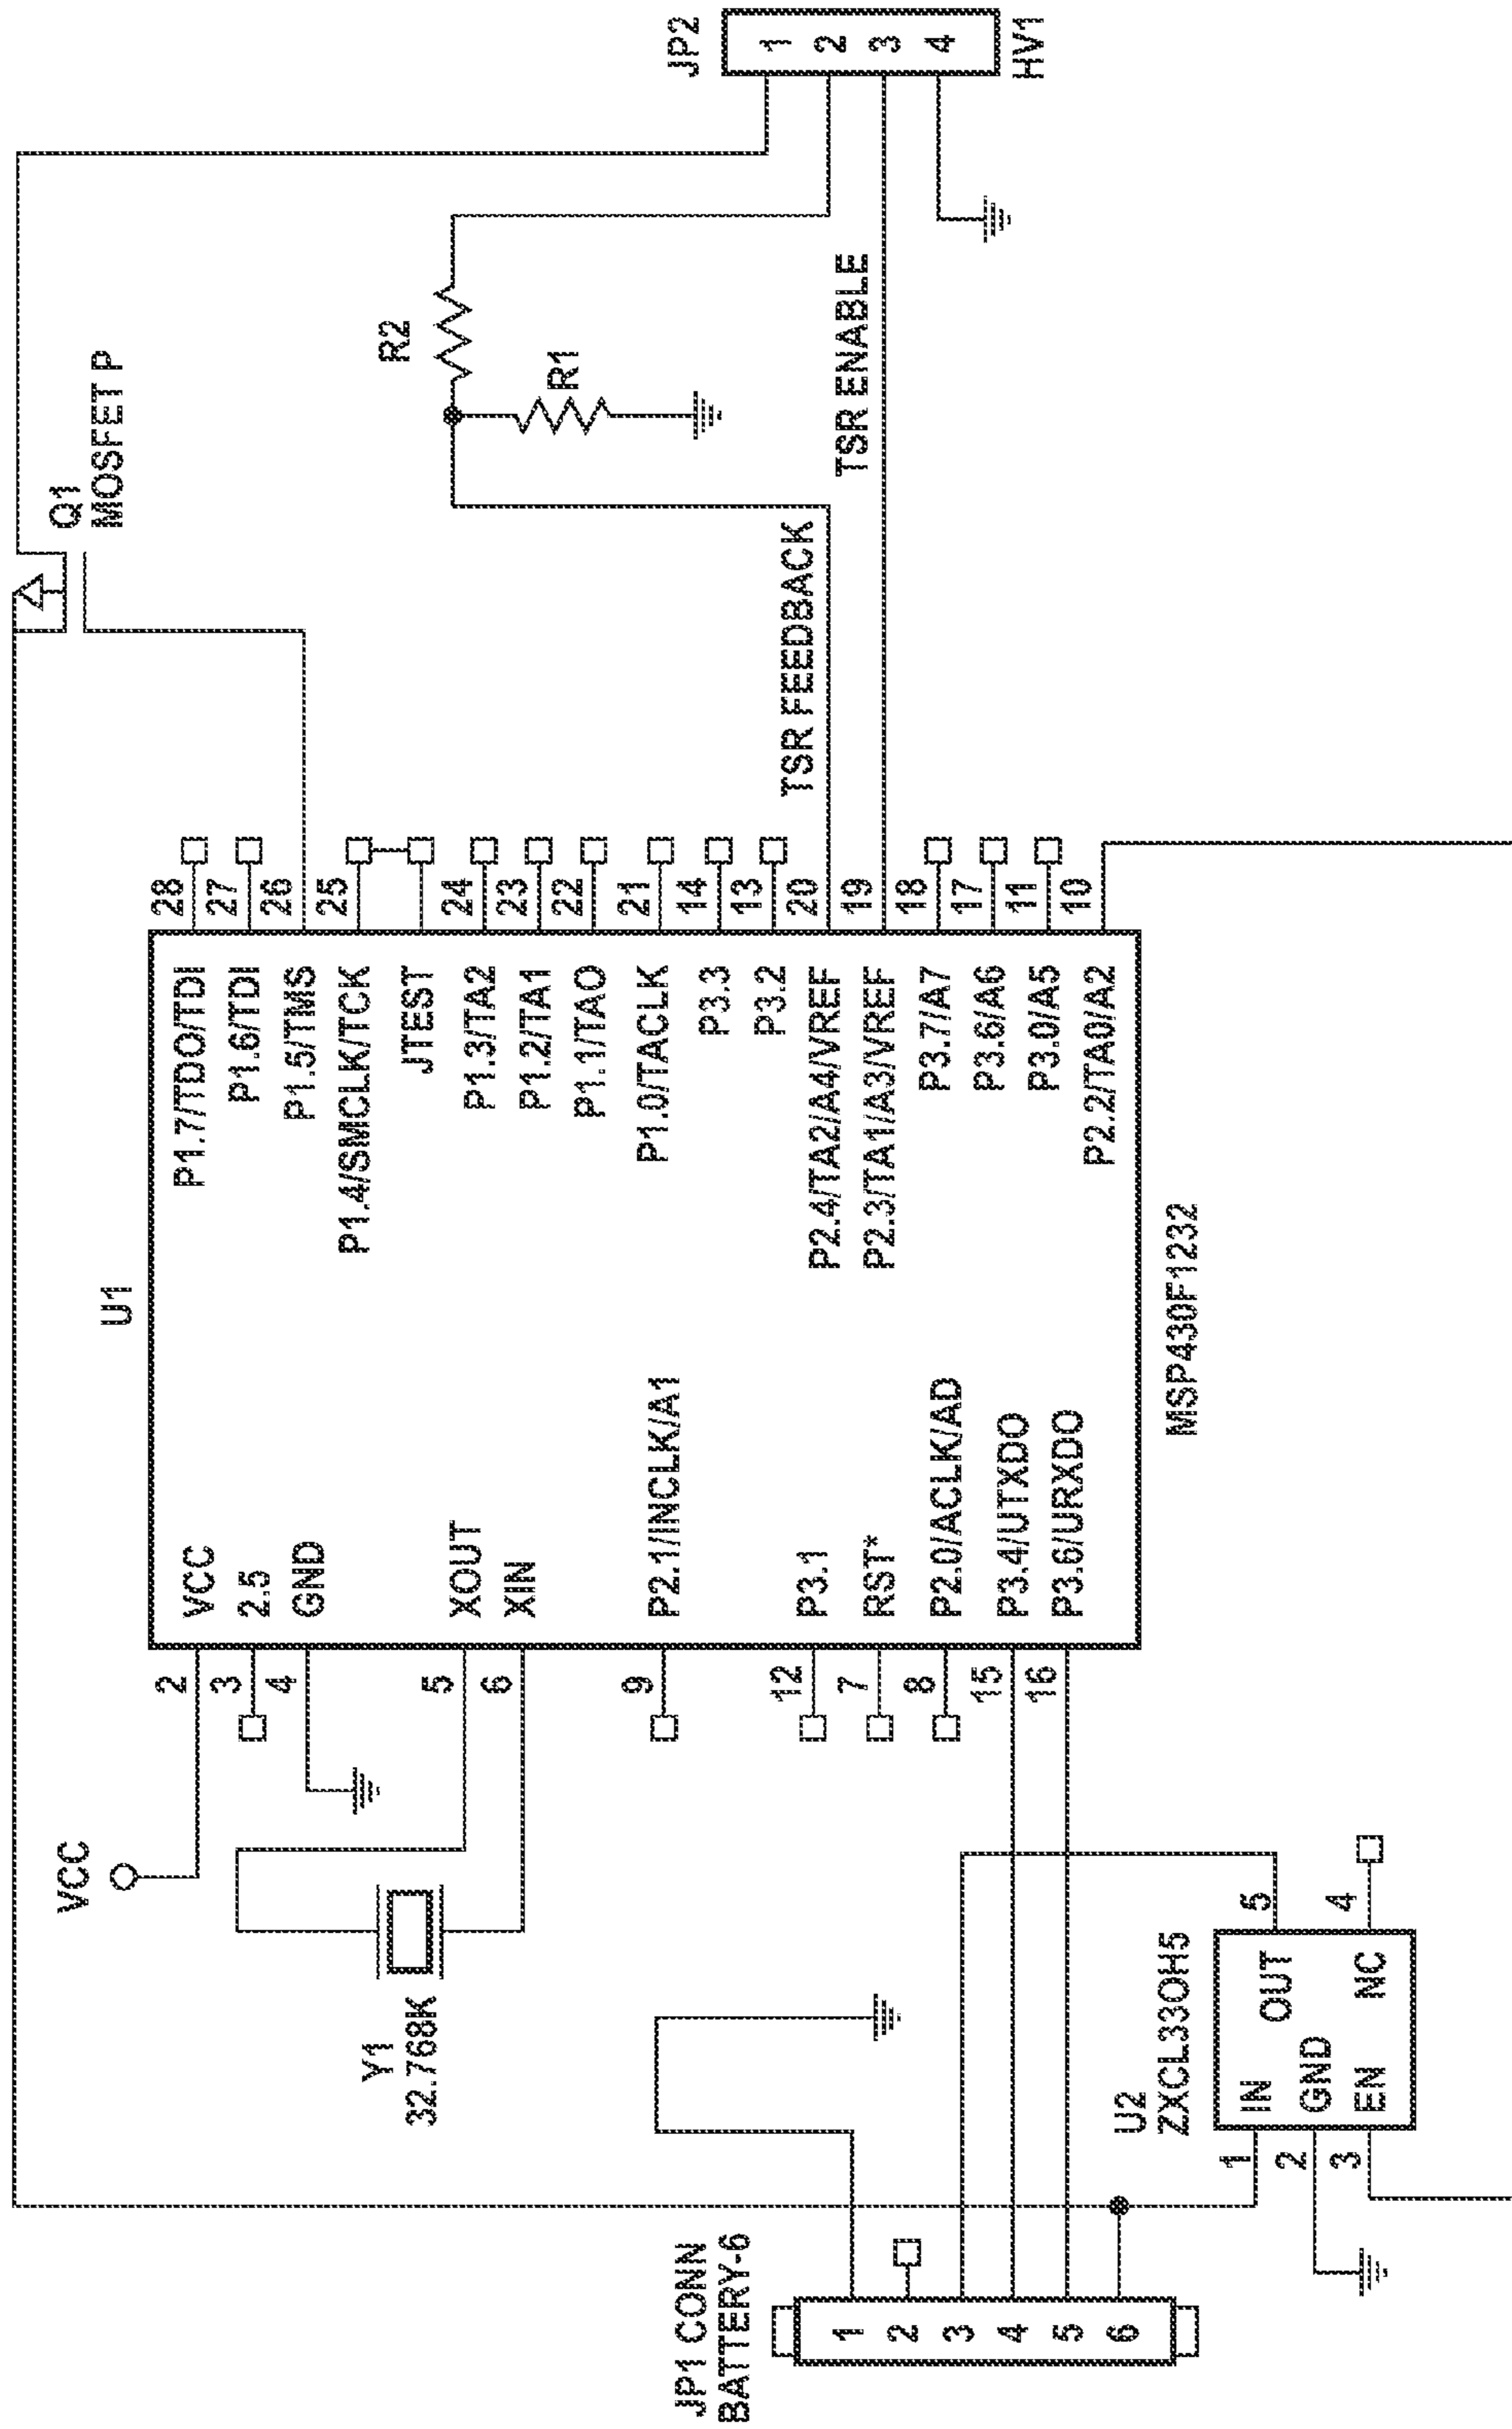 Q1
MOSFET P
VCC
U1
JP2
1
2
3
4
HV1
R2
R1
TSR FEEDBACK
TSR ENABLE
Y1
32.768K
2
3
4
5
6
9
12
7
8
15
16
VCC
2.5
GND
XOUT
XIN
P2.1/INCLK/A1
P3.1
RST*
P2.0/ACLK/AD
P3.4/UTXDO
P3.6/URXDO
P1.7/TDO/TDI
P1.6/TDI
P1.5/TMS
P1.4/SMCLK/TCK
JTEST
P1.3/TA2
P1.2/TA1
P1.1/TAO
P1.0/TACLK
P3.3
P3.2
P2.4/TA2/A4/VREF
P2.3/TA1/A3/VREF
P3.7/A7
P3.6/A6
P3.0/A5
P2.2/TA0/A2
28
27
26
25
24
23
22
21
14
13
20
19
18
17
11
10
MSP430F1232
JP1 CONN
BATTERY-6
1
2
3
4
5
6
U2
ZXCL33OH5
1
2
3
IN
GND
EN
OUT
NC
5
4